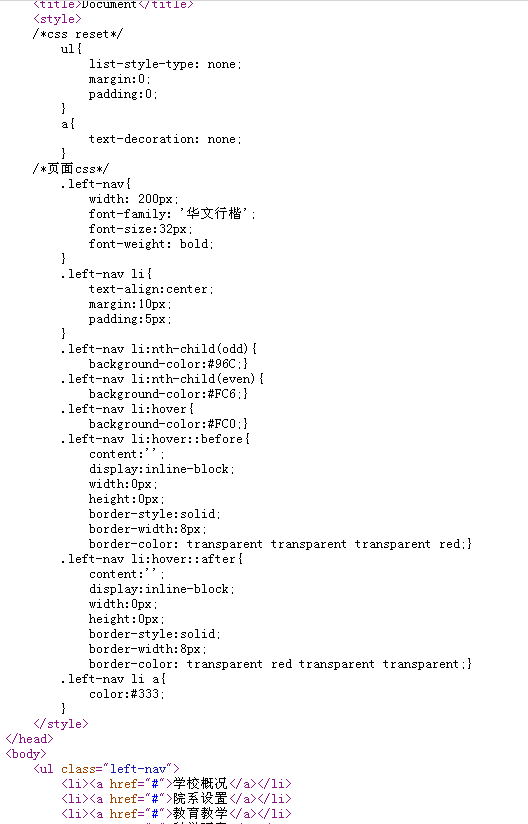 <title>Document</title>
<style>
/*css reset*/
ul{
list-style-type: none;
margin:0;
padding:0;
}
a{
text-decoration: none;
}
/*页面css*/
.left-nav{
width: 200px;
font-family: '华文行楷';
font-size:32px;
font-weight: bold;
}
.left-nav li{
text-align:center;
margin:10px;
padding:5px;
}
.left-nav li:nth-child(odd){
background-color:#96C;}
.left-nav li:nth-child(even){
background-color:#FC6;}
.left-nav li:hover{
background-color:#FC0;}
.left-nav li:hover::before{
content:'';
display:inline-block;
width:0px;
height:0px;
border-style:solid;
border-width:8px;
border-color: transparent transparent transparent red;}
.left-nav li:hover::after{
content:'';
display:inline-block;
width:0px;
height:0px;
border-style:solid;
border-width:8px;
border-color: transparent red transparent transparent;}
.left-nav li a{
color:#333;
}
</style>
</head>
<body>
<ul class="left-nav">
<li><a href="#">学校概况</a></li>
<li><a href="#">院系设置</a></li>
<li><a href="#">教育教学</a></li>